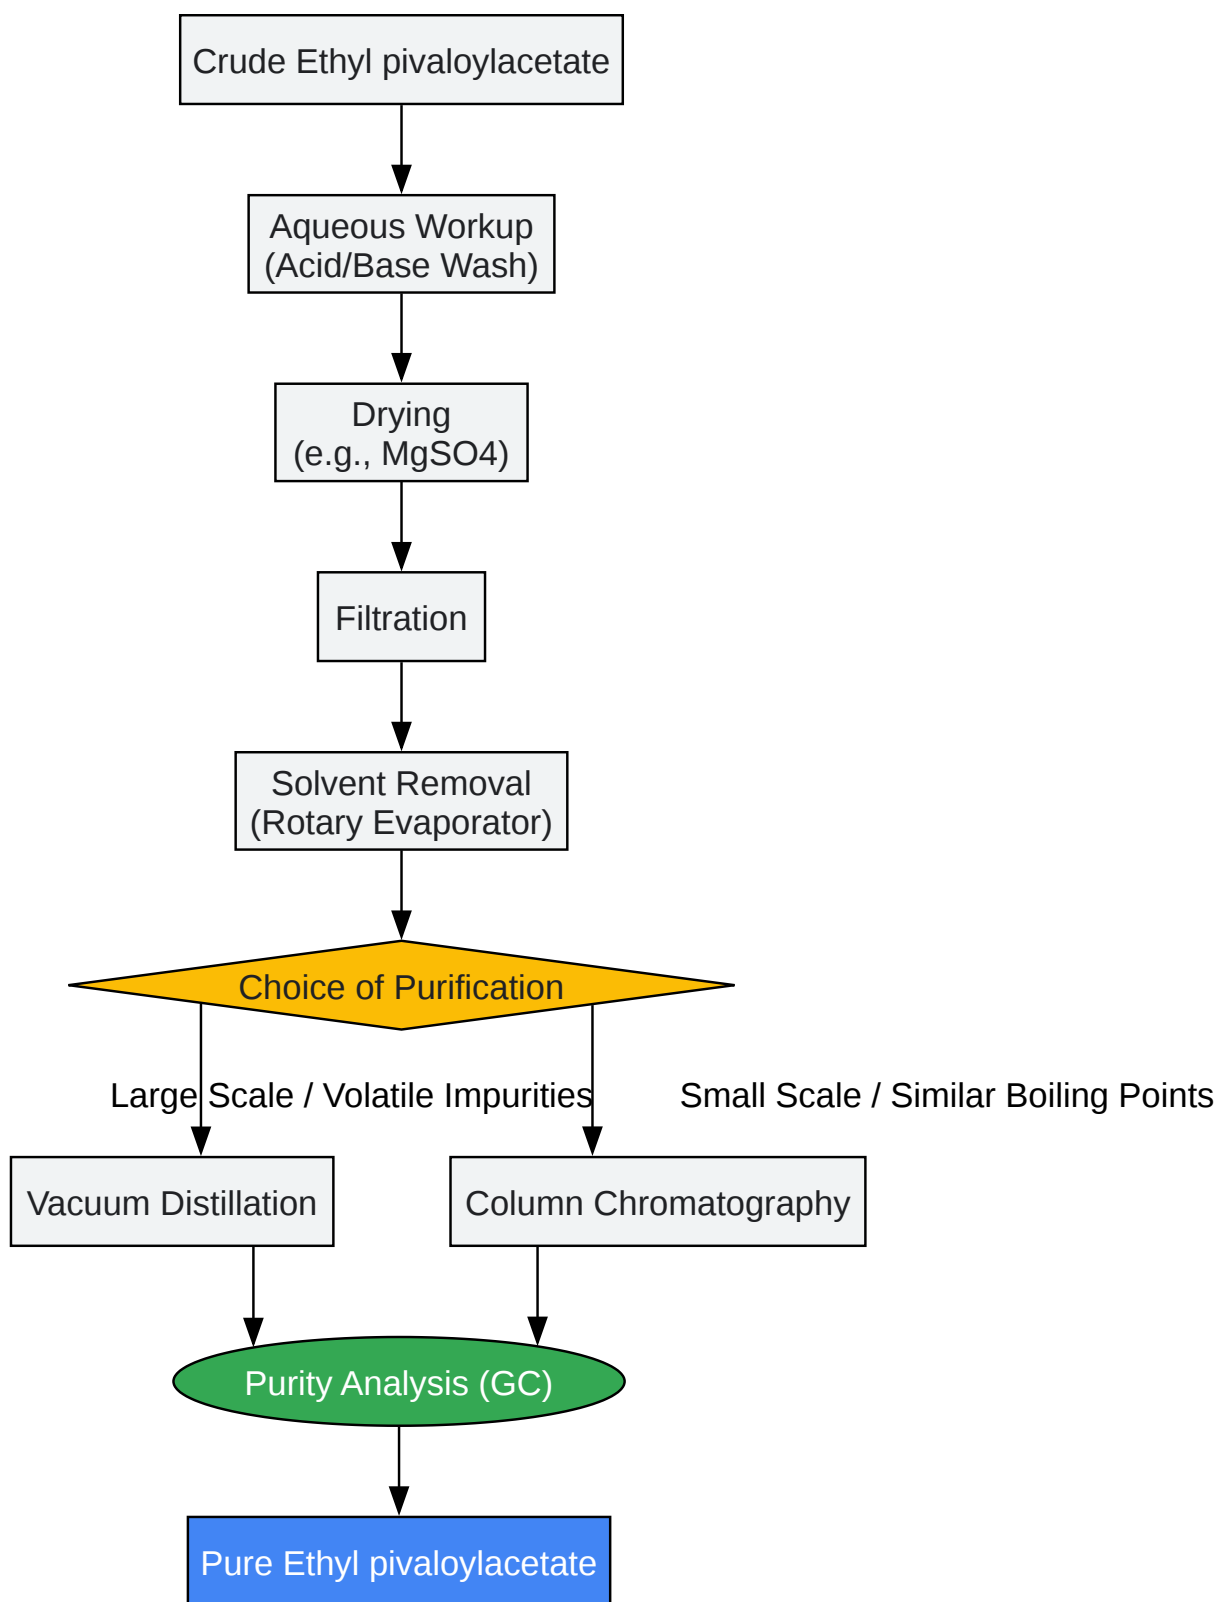 Crude Ethyl pivaloylacetate
Aqueous Workup
(Acid/Base Wash)
Drying
(e.g., MgSO4)
Filtration
Solvent Removal
(Rotary Evaporator)
Choice of Purification
Large Scale / Volatile Impurities
Small Scale / Similar Boiling Points
Vacuum Distillation
Column Chromatography
Purity Analysis (GC)
Pure Ethyl pivaloylacetate